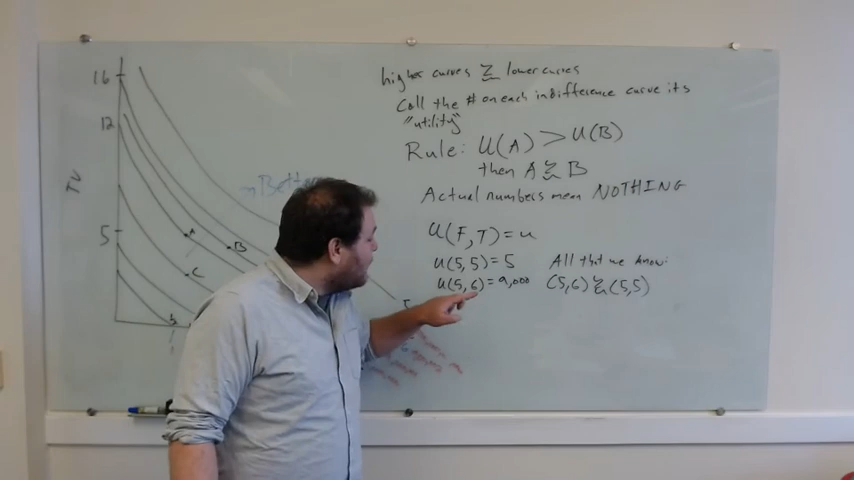 higher curves ≿ lower curves
Call the # on each indifference curve its
"utility"
Rule: U(A) > U(B)
then A ≿ B
Actual numbers mean NOTHING
U(F,T) = u
U(5,5) = 5 All that we know:
U(5,6) = 9,000 (5,6) ≿ (5,5)
16
12
TV
5
Bett
A
B
C